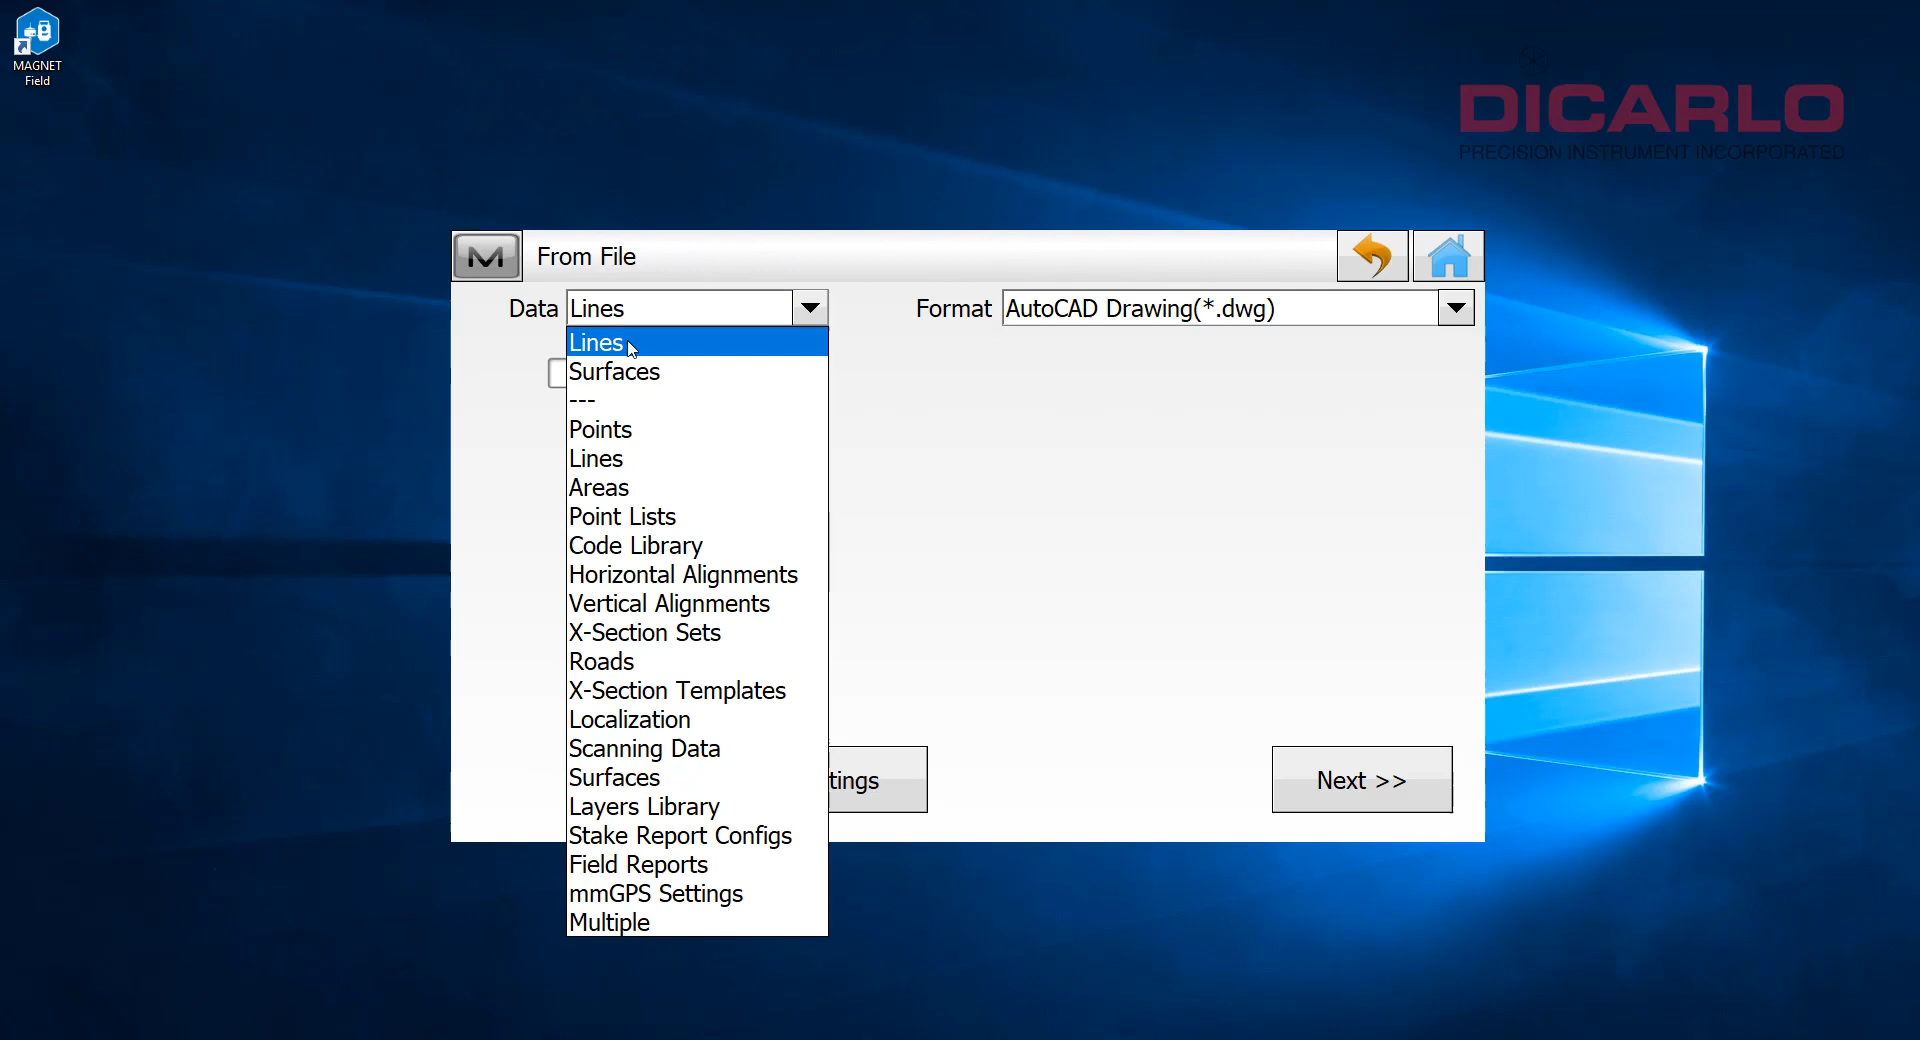 MAGNET
Field
DICARLO
PRECISION INSTRUMENT INCORPORATED
From File
Data Lines
Format AutoCAD Drawing(*.dwg)
Lines
Surfaces
---
Points
Lines
Areas
Point Lists
Code Library
Horizontal Alignments
Vertical Alignments
X-Section Sets
Roads
X-Section Templates
Localization
Scanning Data
Surfaces
Layers Library
Stake Report Configs
Field Reports
mmGPS Settings
Multiple
tings
Next >>